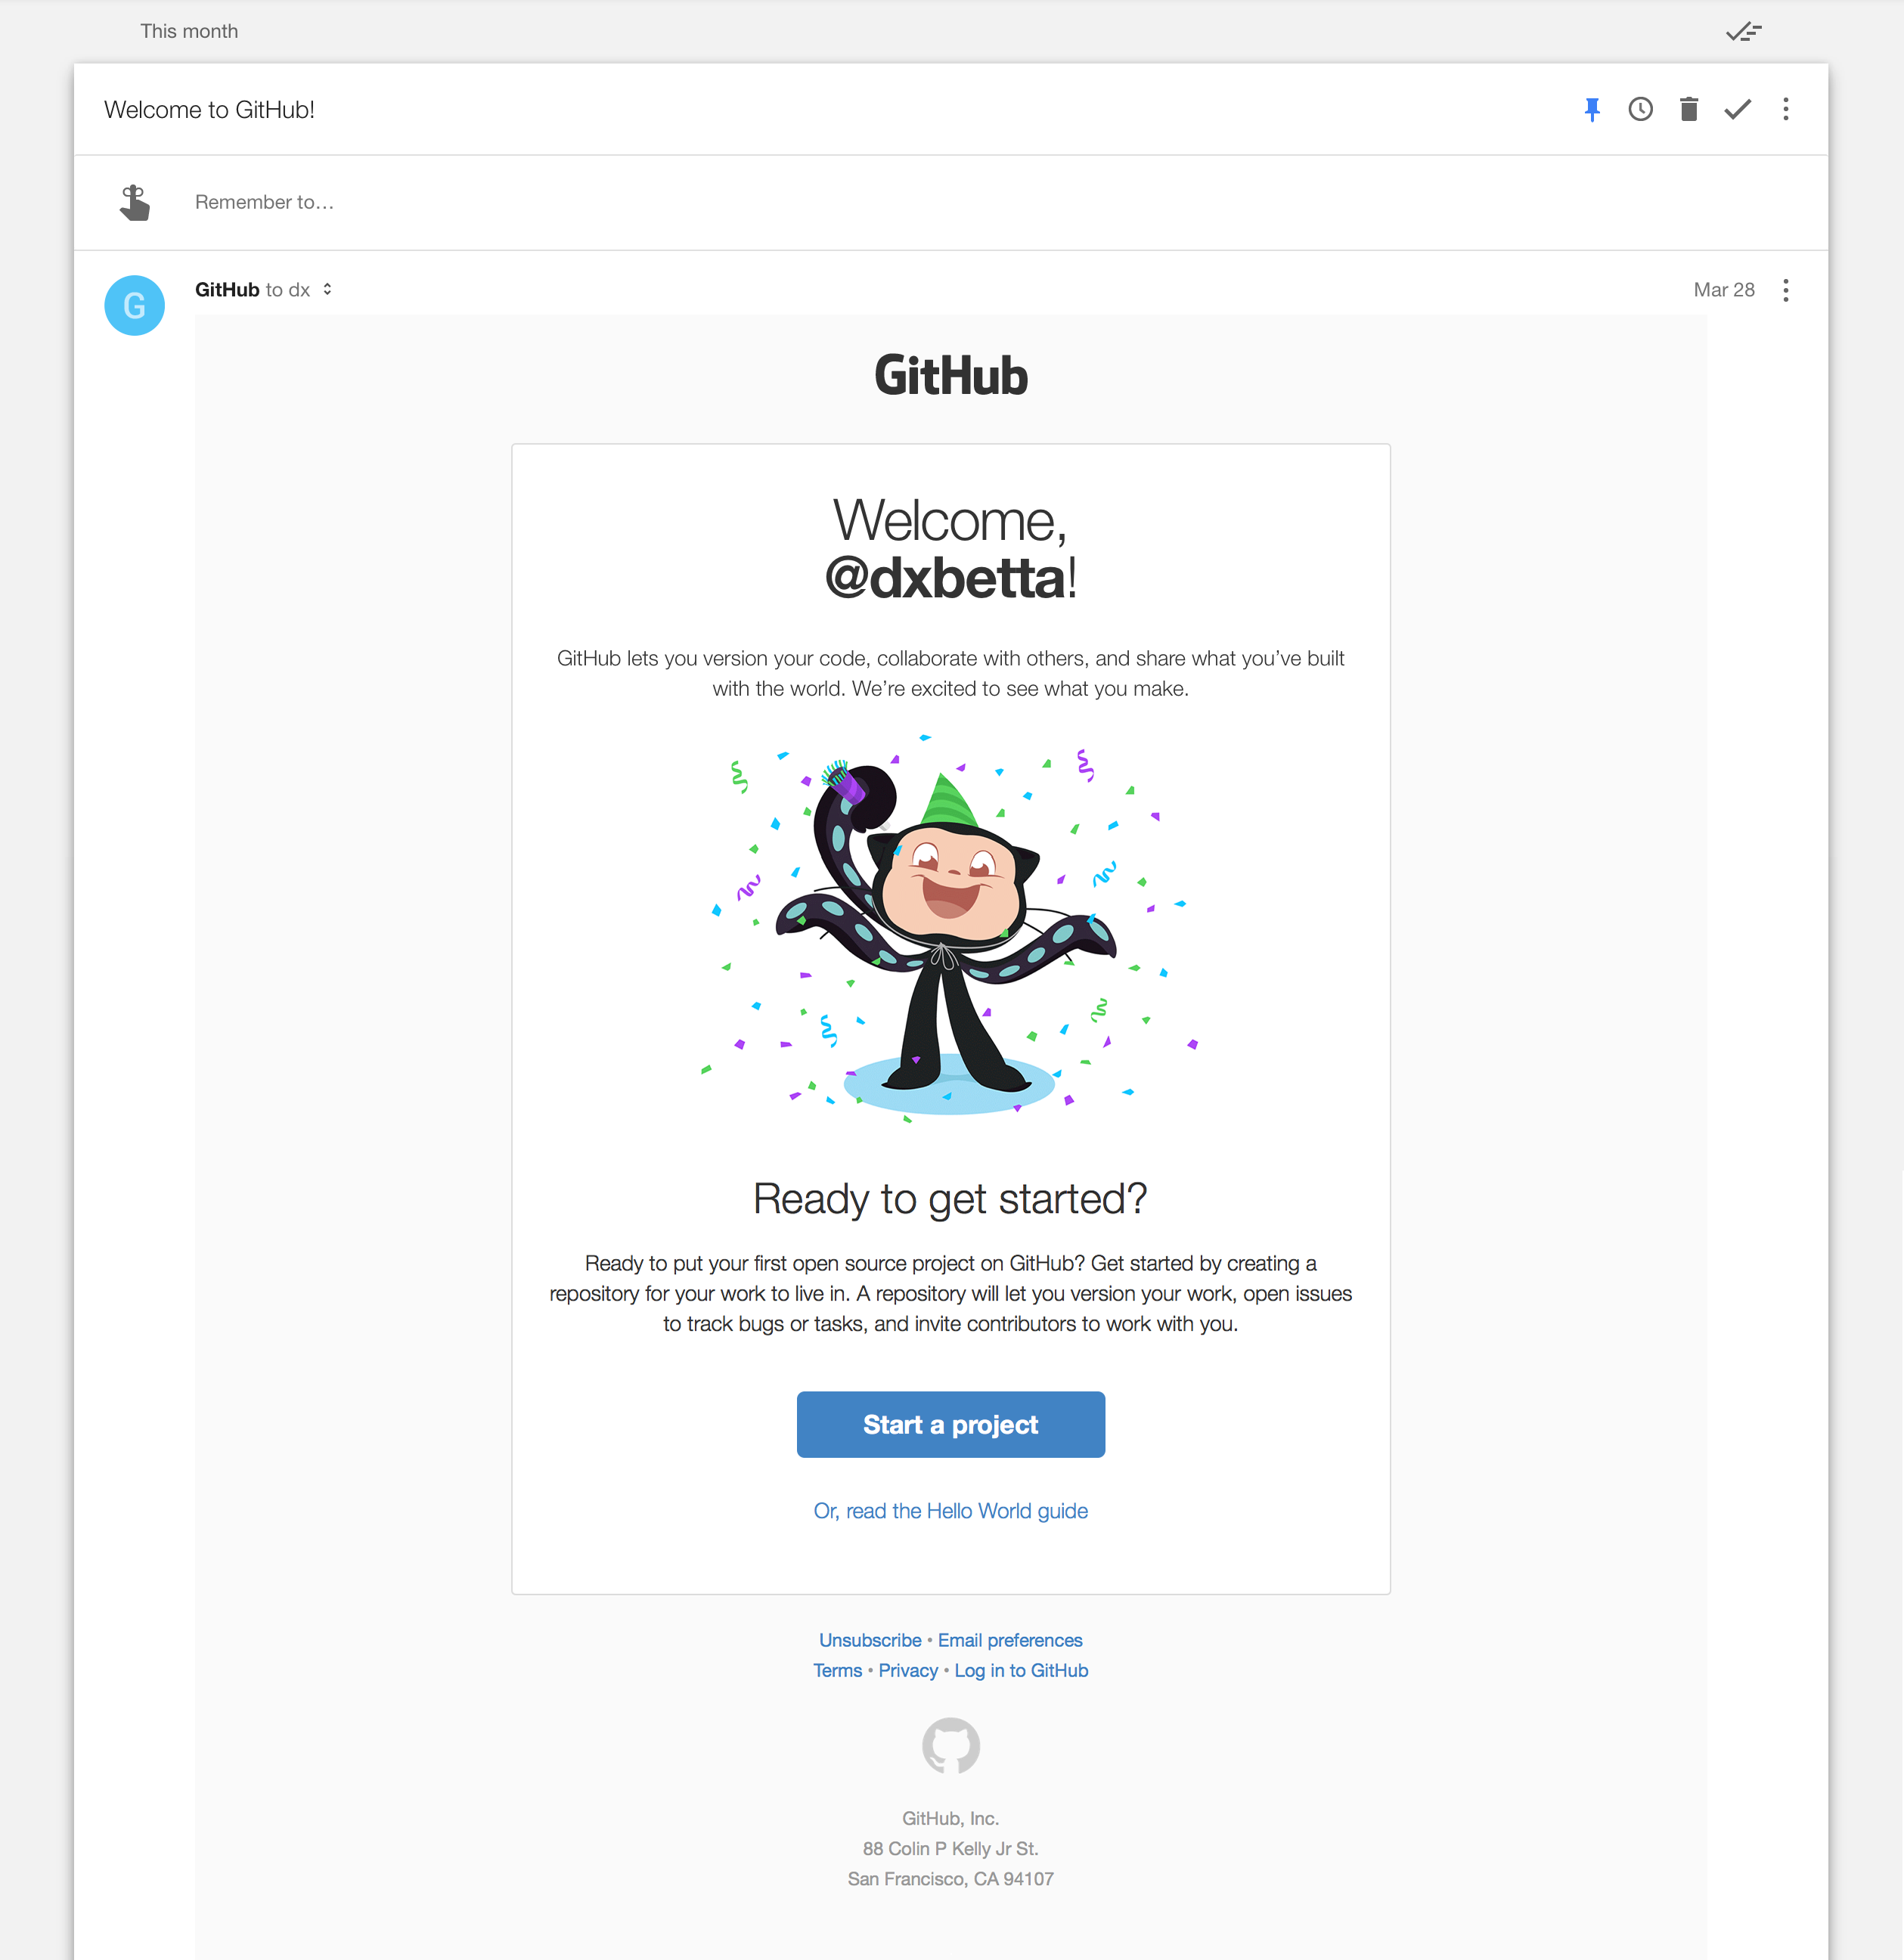 This month
Welcome to GitHub!
Remember to…
G
GitHub to dx
Mar 28
GitHub
Welcome,
@dxbetta!
GitHub lets you version your code, collaborate with others, and share what you’ve built
with the world. We’re excited to see what you make.
Ready to get started?
Ready to put your first open source project on GitHub? Get started by creating a
repository for your work to live in. A repository will let you version your work, open issues
to track bugs or tasks, and invite contributors to work with you.
Start a project
Or, read the Hello World guide
Unsubscribe • Email preferences
Terms • Privacy • Log in to GitHub
GitHub, Inc.
88 Colin P Kelly Jr St.
San Francisco, CA 94107